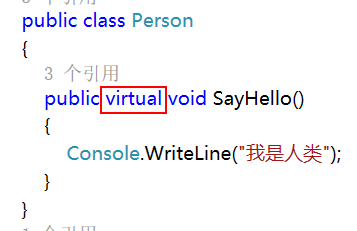 public class Person
{
3 个引用
public virtual void SayHello()
{
Console.WriteLine("我是人类");
}
}